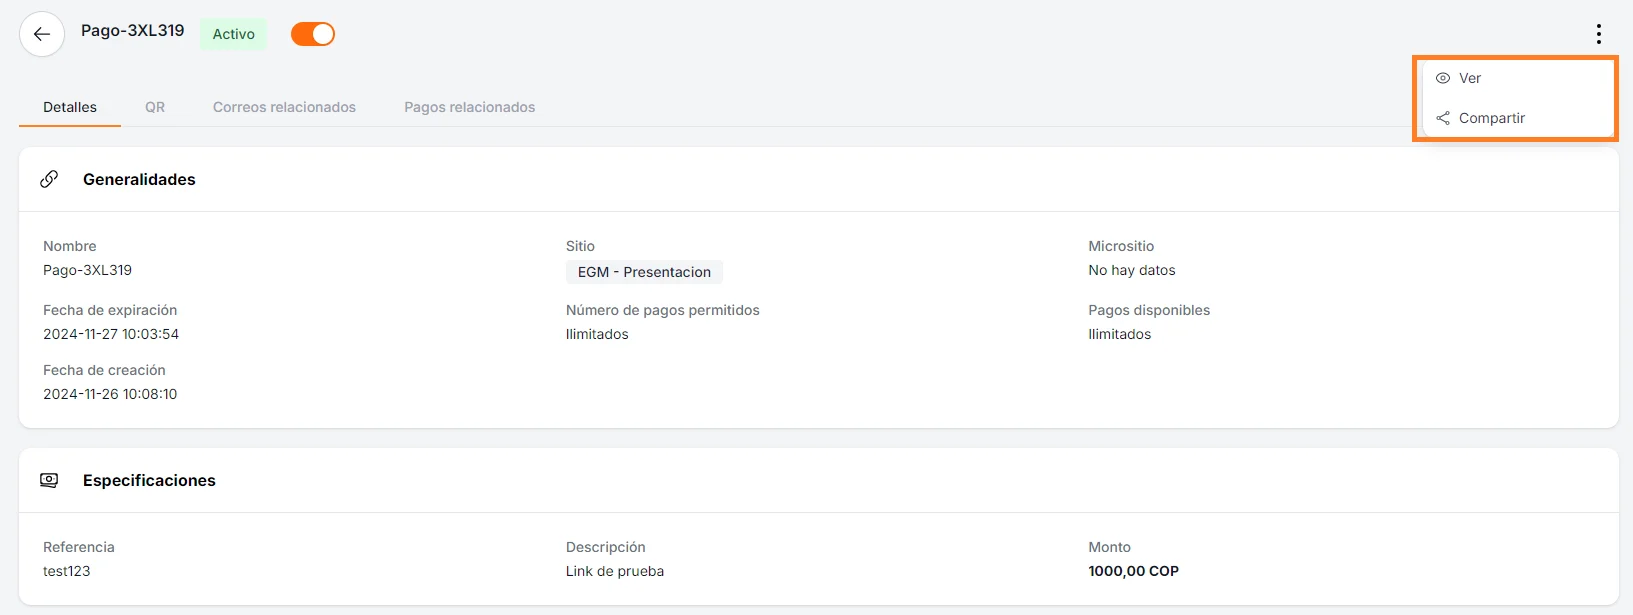 Pago-3XL319
Activo
Ver
Compartir
Detalles QR Correos relacionados Pagos relacionados
Generalidades
Nombre
Pago-3XL319
Sitio
EGM - Presentacion
Micrositio
No hay datos
Fecha de expiración
2024-11-27 10:03:54
Número de pagos permitidos
Ilimitados
Pagos disponibles
Ilimitados
Fecha de creación
2024-11-26 10:08:10
Especificaciones
Referencia
test123
Descripción
Link de prueba
Monto
1000,00 COP